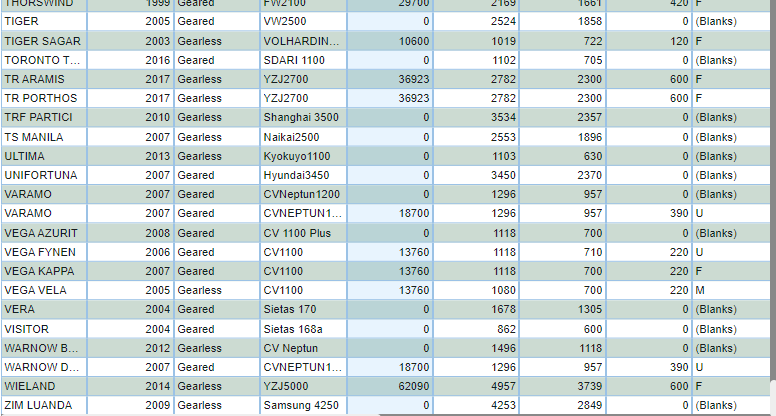 THORSWIND 1999 Geared FW2100 29700 2169 1661 420 F
TIGER 2005 Geared VW2500 0 2524 1858 0 (Blanks)
TIGER SAGAR 2003 Gearless VOLHARDIN... 10600 1019 722 120 F
TORONTO T... 2016 Geared SDARI 1100 0 1102 705 0 (Blanks)
TR ARAMIS 2017 Gearless YZJ2700 36923 2782 2300 600 F
TR PORTHOS 2017 Gearless YZJ2700 36923 2782 2300 600 F
TRF PARTICI 2010 Gearless Shanghai 3500 0 3534 2357 0 (Blanks)
TS MANILA 2007 Gearless Naikai2500 0 2553 1896 0 (Blanks)
ULTIMA 2013 Gearless Kyokuyo1100 0 1103 630 0 (Blanks)
UNIFORTUNA 2007 Geared Hyundai3450 0 3450 2370 0 (Blanks)
VARAMO 2007 Geared CVNeptun1200 0 1296 957 0 (Blanks)
VARAMO 2007 Geared CVNEPTUN1... 18700 1296 957 390 U
VEGA AZURIT 2008 Geared CV 1100 Plus 0 1118 700 0 (Blanks)
VEGA FYNEN 2006 Geared CV1100 13760 1118 710 220 U
VEGA KAPPA 2007 Geared CV1100 13760 1118 700 220 F
VEGA VELA 2005 Gearless CV1100 13760 1080 700 220 M
VERA 2004 Geared Sietas 170 0 1678 1305 0 (Blanks)
VISITOR 2004 Geared Sietas 168a 0 862 600 0 (Blanks)
WARNOW B... 2012 Gearless CV Neptun 0 1496 1118 0 (Blanks)
WARNOW D... 2007 Geared CVNEPTUN1... 18700 1296 957 390 U
WIELAND 2014 Gearless YZJ5000 62090 4957 3739 600 F
ZIM LUANDA 2009 Gearless Samsung 4250 0 4253 2849 0 (Blanks)